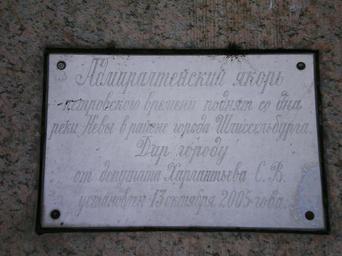 Адмиралтейский якорь
петровского времени поднят со дна
реки Невы в районе города Шлиссельбурга.
Дар городу
от депутата Харлантьева С. В.
установлен 13 октября 2005 года.